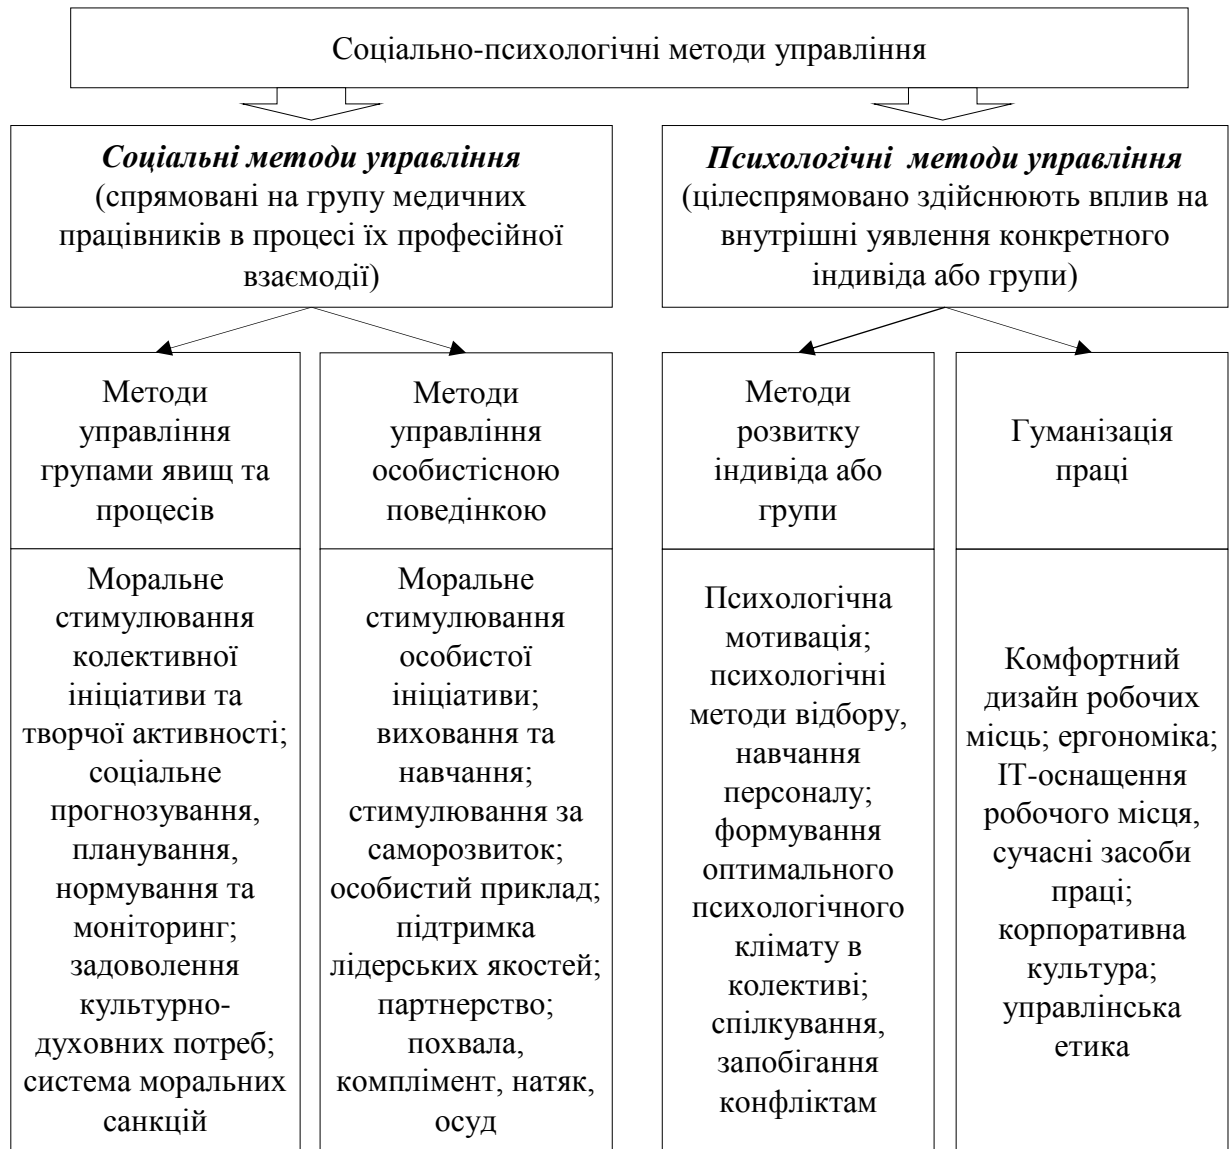 Соціально-психологічні методи управління
Соціальні методи управління
(спрямовані на групу медичних
працівників в процесі їх професійної
взаємодії)
Психологічні методи управління
(цілеспрямовано здійснюють вплив на
внутрішні уявлення конкретного
індивіда або групи)
Методи
управління
групами явищ та
процесів
Методи
управління
особистісною
поведінкою
Методи
розвитку
індивіда або
групи
Гуманізація
праці
Моральне
стимулювання
колективної
ініціативи та
творчої активності;
соціальне
прогнозування,
планування,
нормування та
моніторинг;
задоволення
культурно-
духовних потреб;
система моральних
санкцій
Моральне
стимулювання
особистої
ініціативи;
виховання та
навчання;
стимулювання за
саморозвиток;
особистий приклад;
підтримка
лідерських якостей;
партнерство;
похвала,
комплімент, натяк,
осуд
Психологічна
мотивація;
психологічні
методи відбору,
навчання
персоналу;
формування
оптимального
психологічного
клімату в
колективі;
спілкування,
запобігання
конфліктам
Комфортний
дизайн робочих
місць; ергономіка;
ІТ-оснащення
робочого місця,
сучасні засоби
праці;
корпоративна
культура;
управлінська
етика